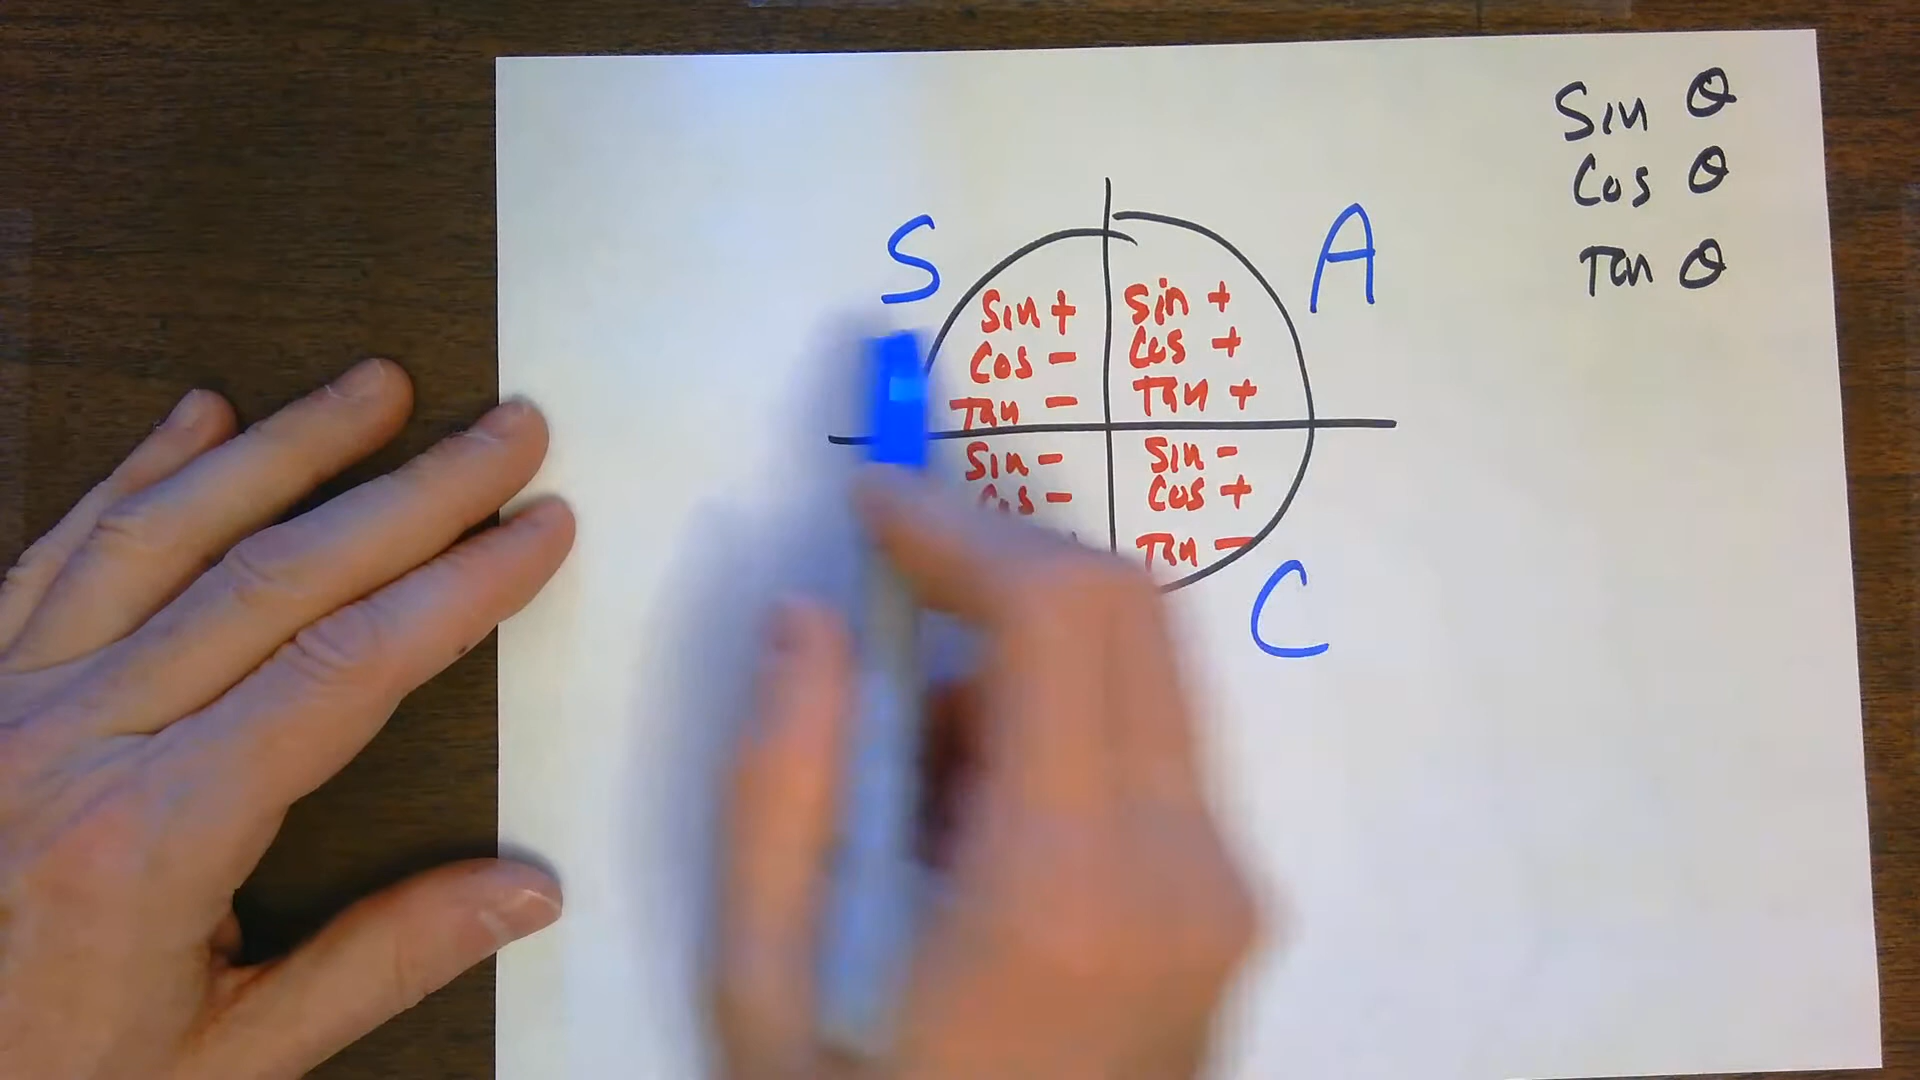 Sin θ
Cos θ
Tan θ
S
A
Sin +
Cos -
Tan -
Sin +
Cos +
Tan +
Sin -
Cos -
Sin -
Cos +
Tan -
C